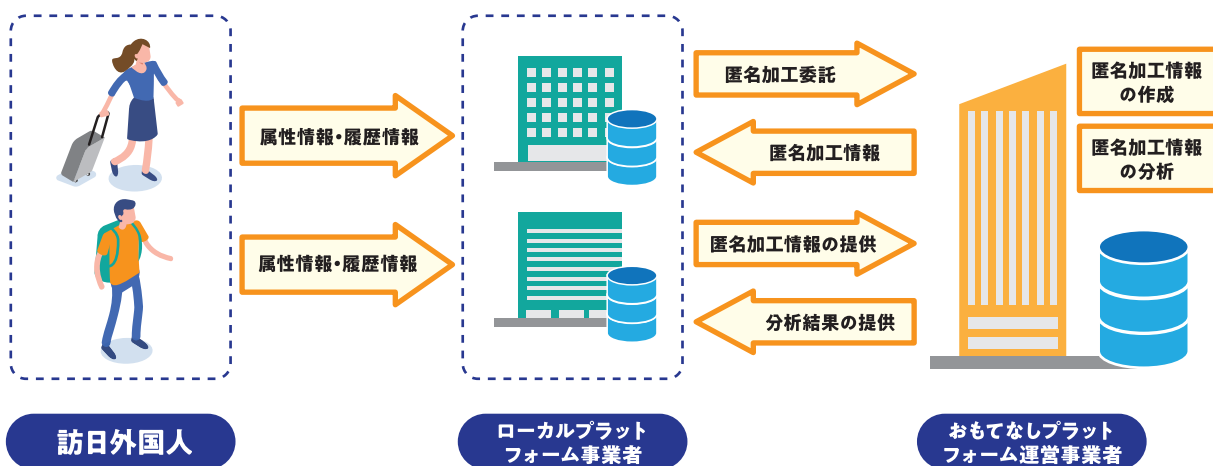 属性情報・履歴情報
属性情報・履歴情報
匿名加工委託
匿名加工情報
匿名加工情報の提供
分析結果の提供
匿名加工情報
の作成
匿名加工情報
の分析
訪日外国人
ローカルプラット
フォーム事業者
おもてなしプラット
フォーム運営事業者